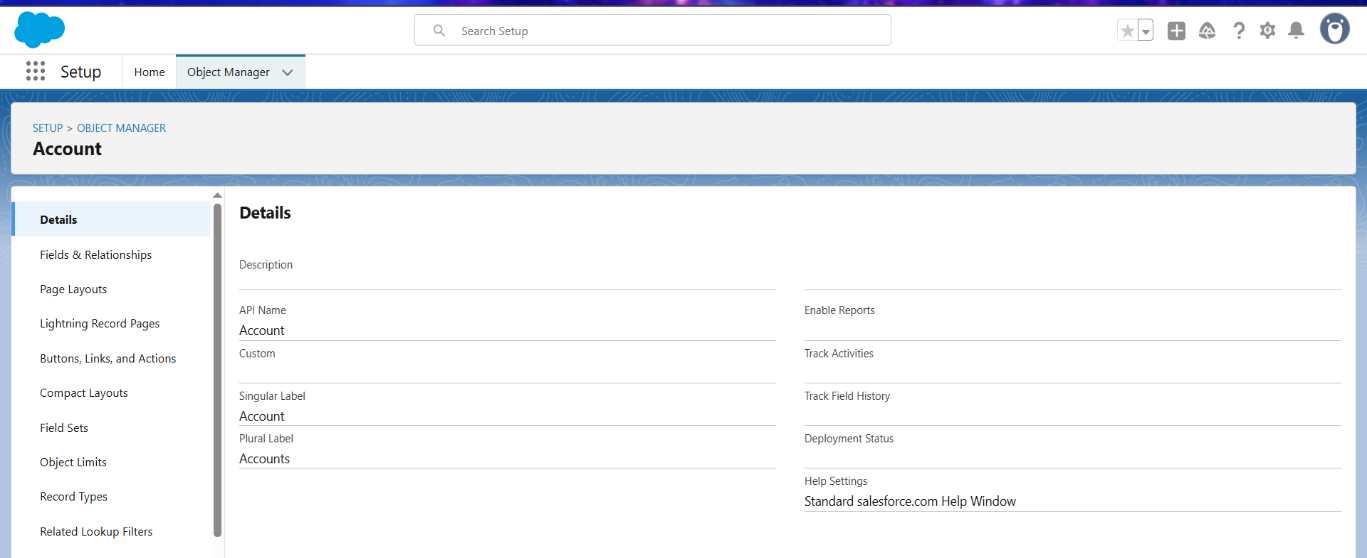 Search Setup
Setup
Home
Object Manager
SETUP > OBJECT MANAGER
Account
Details
Fields & Relationships
Page Layouts
Lightning Record Pages
Buttons, Links, and Actions
Compact Layouts
Field Sets
Object Limits
Record Types
Related Lookup Filters
Details
Description
API Name
Account
Custom
Singular Label
Account
Plural Label
Accounts
Enable Reports
Track Activities
Track Field History
Deployment Status
Help Settings
Standard salesforce.com Help Window